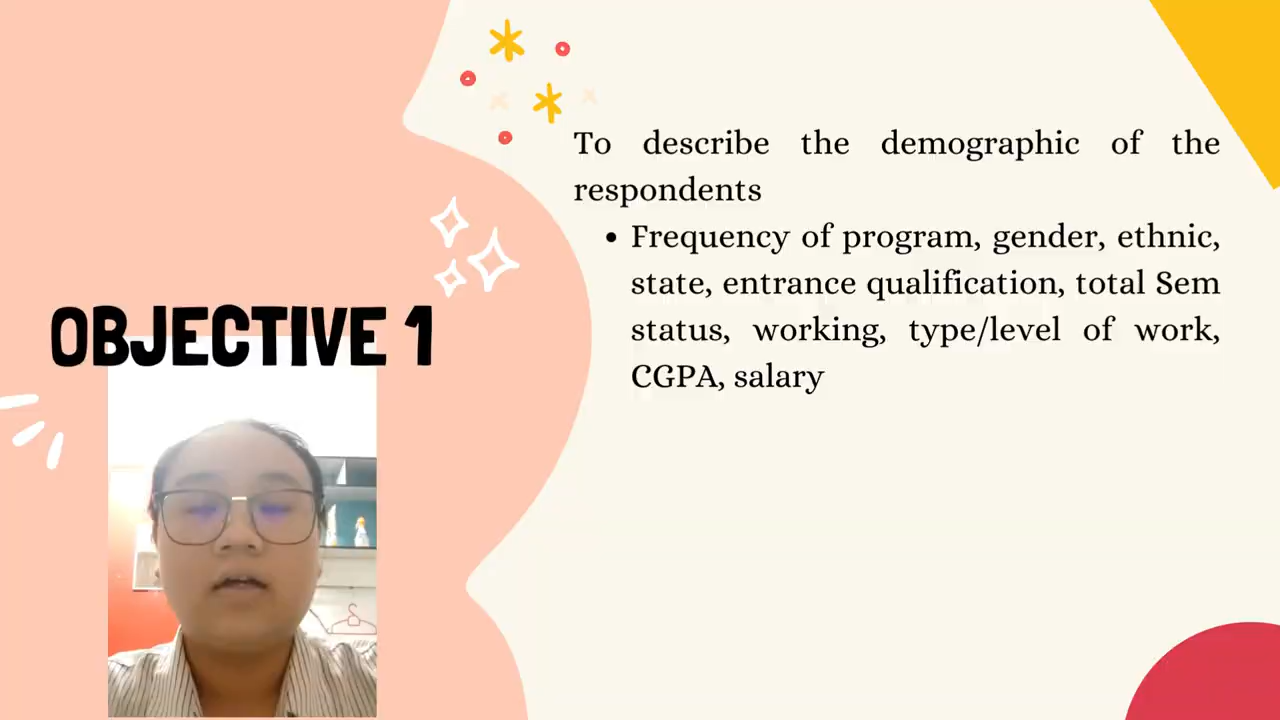 OBJECTIVE 1
To describe the demographic of the
respondents
• Frequency of program, gender, ethnic,
state, entrance qualification, total Sem
status, working, type/level of work,
CGPA, salary